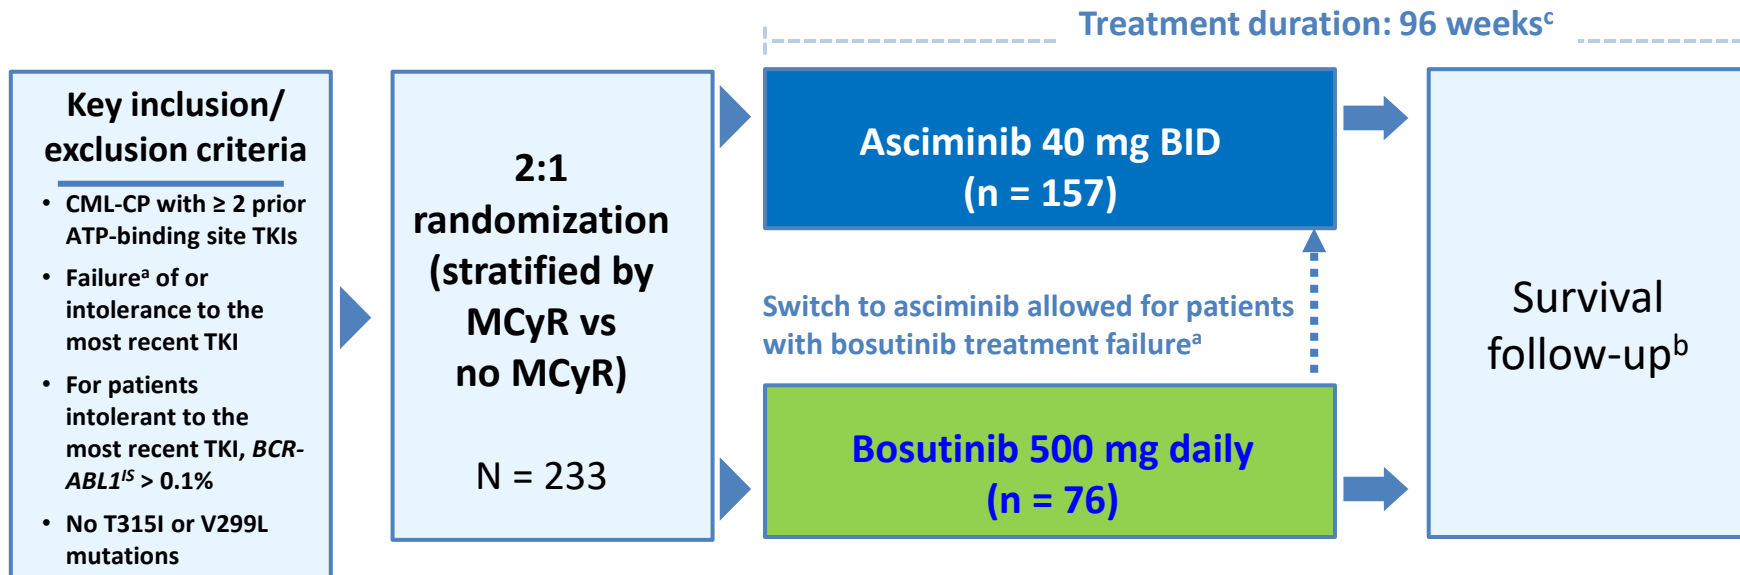 Treatment duration: 96 weeksᶜ
Key inclusion/
exclusion criteria
• CML-CP with ≥ 2 prior
ATP-binding site TKIs
• Failureᵃ of or
intolerance to the
most recent TKI
• For patients
intolerant to the
most recent TKI, BCR-
ABL1ᴵˢ > 0.1%
• No T315I or V299L
mutations
2:1
randomization
(stratified by
MCyR vs
no MCyR)
N = 233
Asciminib 40 mg BID
(n = 157)
Switch to asciminib allowed for patients
with bosutinib treatment failureᵃ
Bosutinib 500 mg daily
(n = 76)
Survival
follow-upᵇ